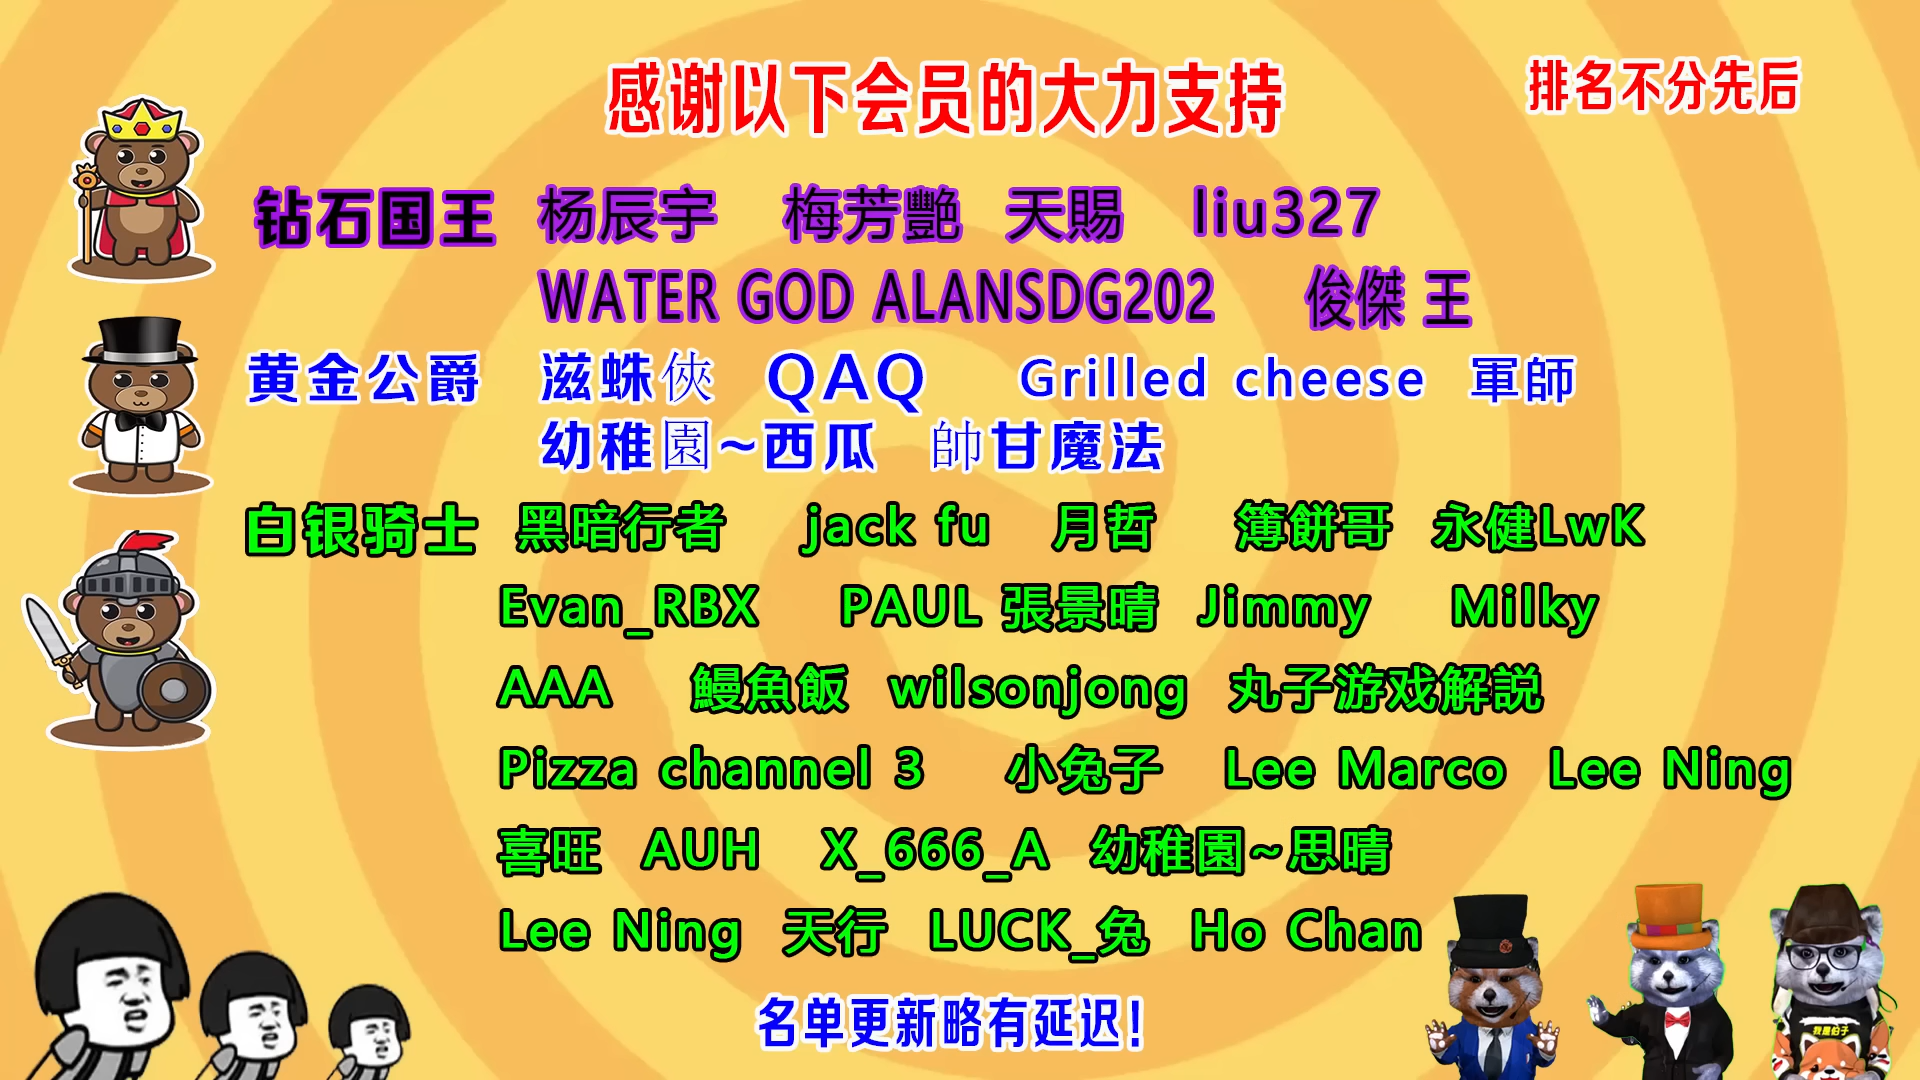 感谢以下会员的大力支持
排名不分先后
钻石国王 杨辰宇 梅芳艷 天賜 liu327
WATER GOD ALANSDG202 俊傑 王
黄金公爵 滋蛛俠 QAQ Grilled cheese 軍師
幼稚園~西瓜 帥甘魔法
白银骑士 黑暗行者 jack fu 月哲 簿餅哥 永健LwK
Evan_RBX PAUL 張景晴 Jimmy Milky
AAA 鰻魚飯 wilsonjong 丸子游戏解説
Pizza channel 3 小兔子 Lee Marco Lee Ning
喜旺 AUH X_666_A 幼稚園~思晴
Lee Ning 天行 LUCK_兔 Ho Chan
名单更新略有延迟！